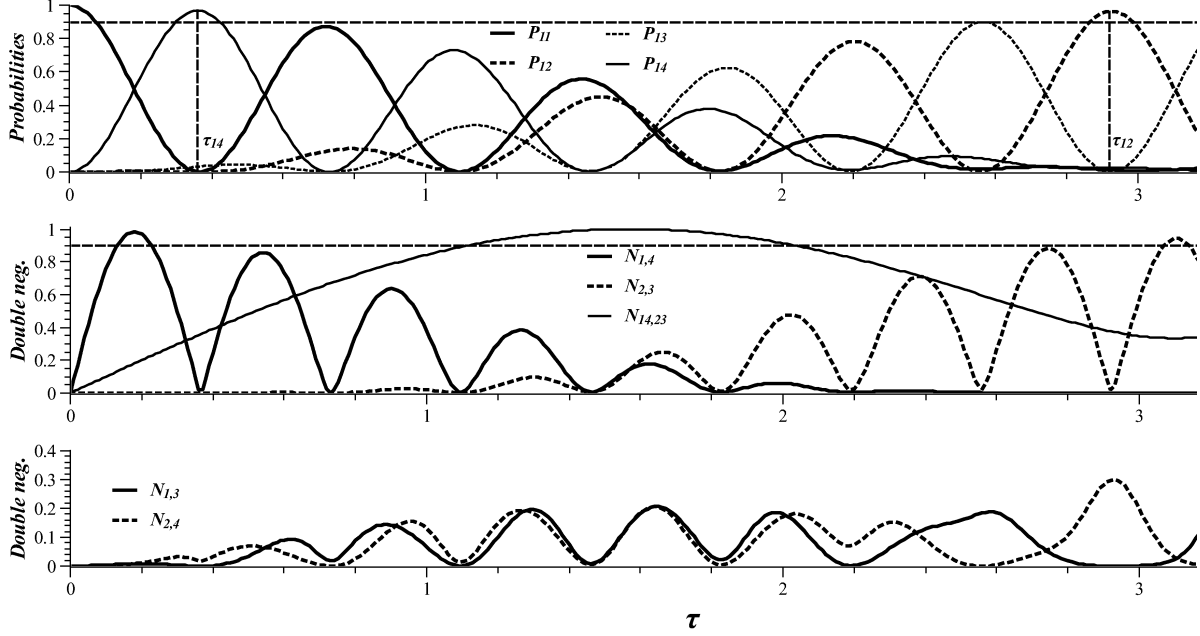 1
0.8
0.6
0.4
0.2
0
Probabilities
P11
P12
P13
P14
τ14
τ12
0 1 2 3
1
0.8
0.6
0.4
0.2
0
Double neg.
N1,4
N2,3
N14,23
0 1 2 3
0.4
0.3
0.2
0.1
0
Double neg.
N1,3
N2,4
0 1 2 3
τ